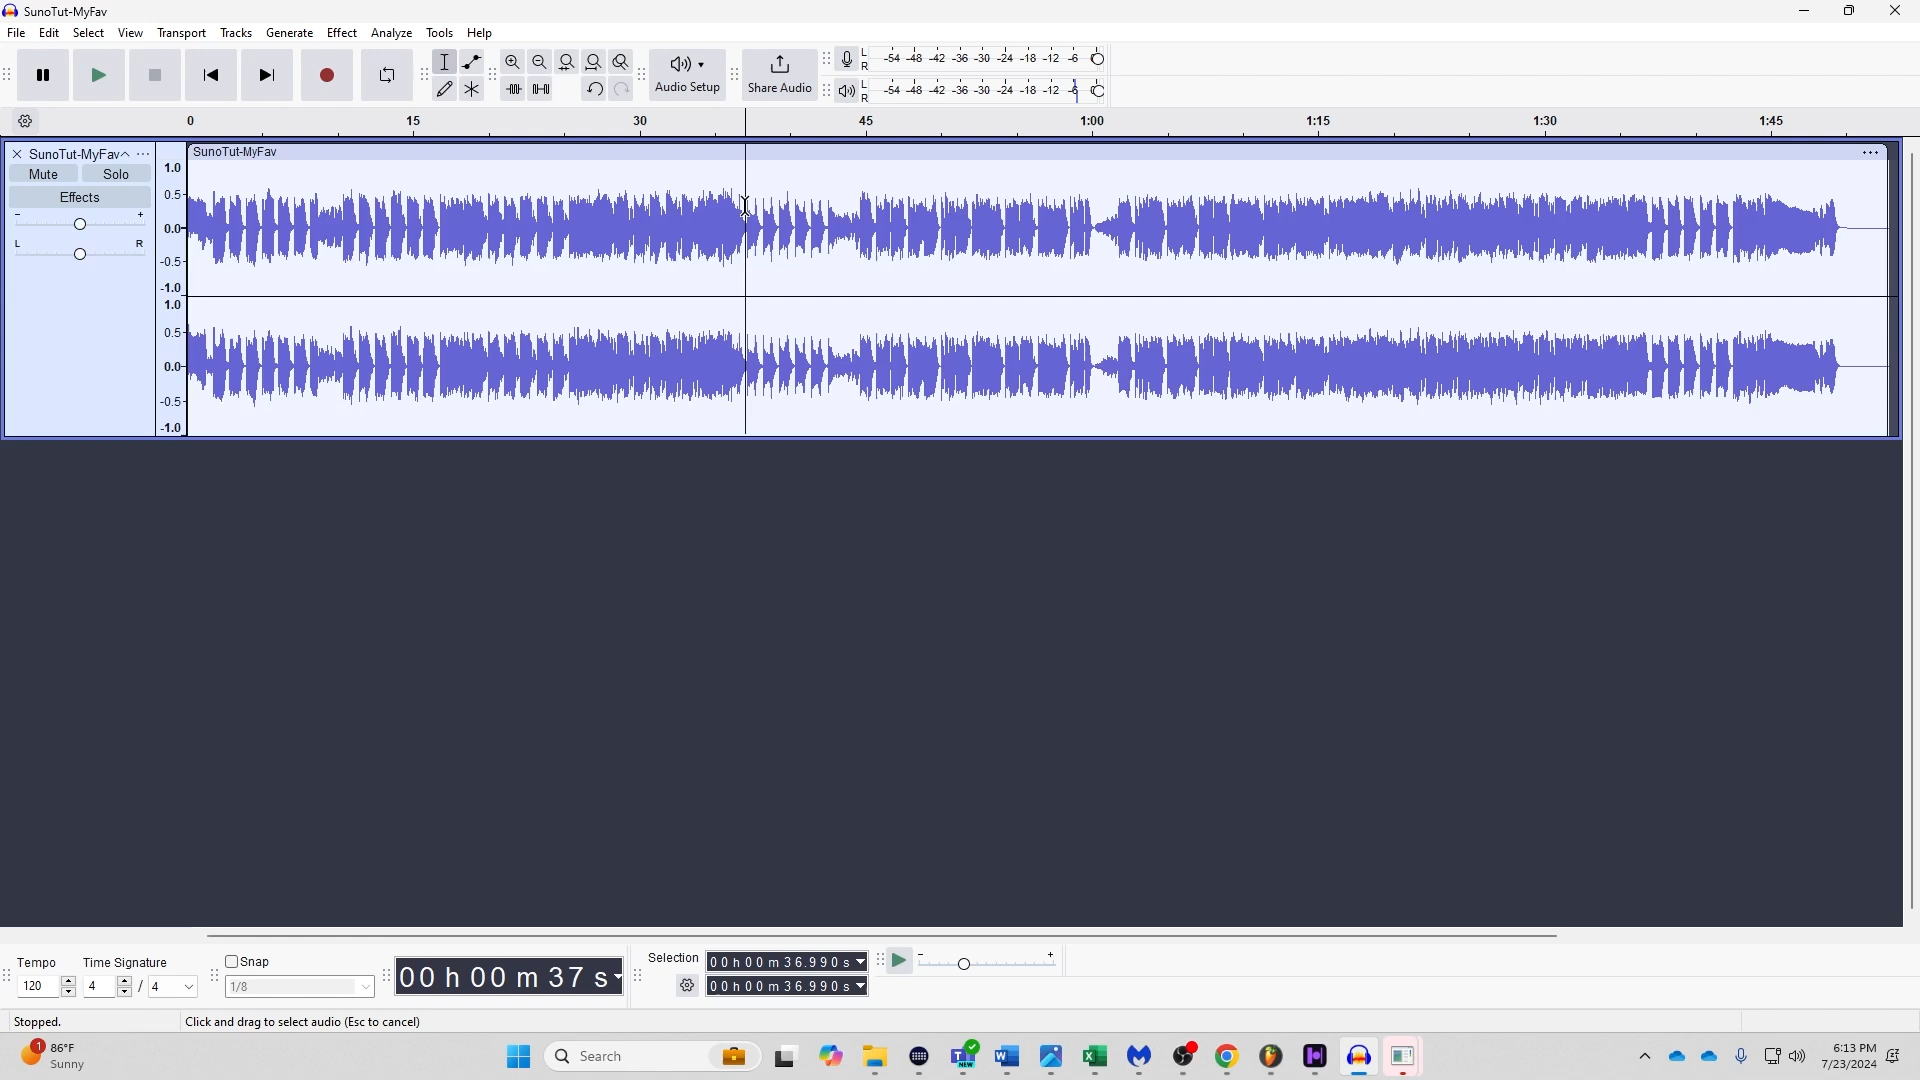 SunoTut-MyFav
File Edit Select View Transport Tracks Generate Effect Analyze Tools Help
Audio Setup
Share Audio
L R -54 -48 -42 -36 -30 -24 -18 -12 -6 0
L R -54 -48 -42 -36 -30 -24 -18 -12 -6 0
0 15 30 45 1:00 1:15 1:30 1:45
SunoTut-MyFav
SunoTut-MyFav
Mute Solo
Effects
- +
L R
1.0
0.5
0.0
-0.5
-1.0
1.0
0.5
0.0
-0.5
-1.0
Tempo
120
Time Signature
4 / 4
Snap
1/8
00 h 00 m 37 s
Selection
00 h 00 m 36.990 s
00 h 00 m 36.990 s
- +
Stopped.
Click and drag to select audio (Esc to cancel)
1
86°F
Sunny
Search
NEW
6:13 PM
7/23/2024